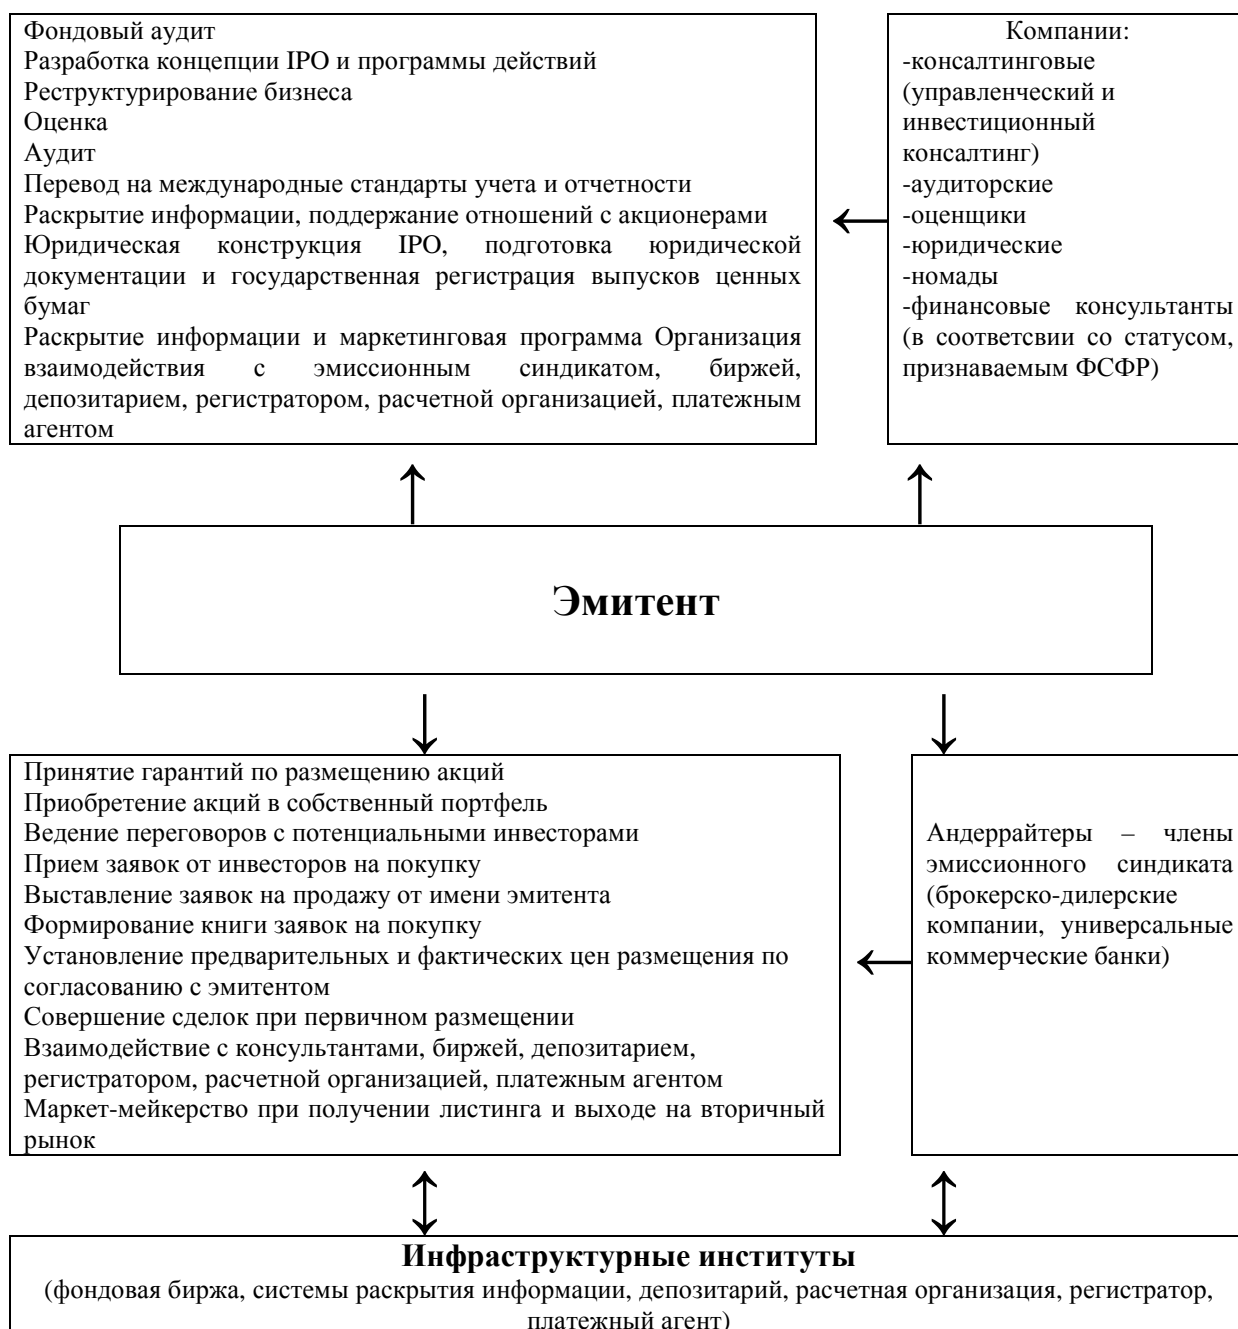 Фондовый аудит
Разработка концепции IPO и программы действий
Реструктурирование бизнеса
Оценка
Аудит
Перевод на международные стандарты учета и отчетности
Раскрытие информации, поддержание отношений с акционерами
Юридическая конструкция IPO, подготовка юридической
документации и государственная регистрация выпусков ценных
бумаг
Раскрытие информации и маркетинговая программа Организация
взаимодействия с эмиссионным синдикатом, биржей,
депозитарием, регистратором, расчетной организацией, платежным
агентом
Компании:
-консалтинговые
(управленческий и
инвестиционный
консалтинг)
-аудиторские
-оценщики
-юридические
-номады
-финансовые консультанты
(в соответсвии со статусом,
признаваемым ФСФР)
Эмитент
Принятие гарантий по размещению акций
Приобретение акций в собственный портфель
Ведение переговоров с потенциальными инвесторами
Прием заявок от инвесторов на покупку
Выставление заявок на продажу от имени эмитента
Формирование книги заявок на покупку
Установление предварительных и фактических цен размещения по
согласованию с эмитентом
Совершение сделок при первичном размещении
Взаимодействие с консультантами, биржей, депозитарием,
регистратором, расчетной организацией, платежным агентом
Маркет-мейкерство при получении листинга и выходе на вторичный
рынок
Андеррайтеры – члены
эмиссионного синдиката
(брокерско-дилерские
компании, универсальные
коммерческие банки)
Инфраструктурные институты
(фондовая биржа, системы раскрытия информации, депозитарий, расчетная организация, регистратор,
платежный агент)